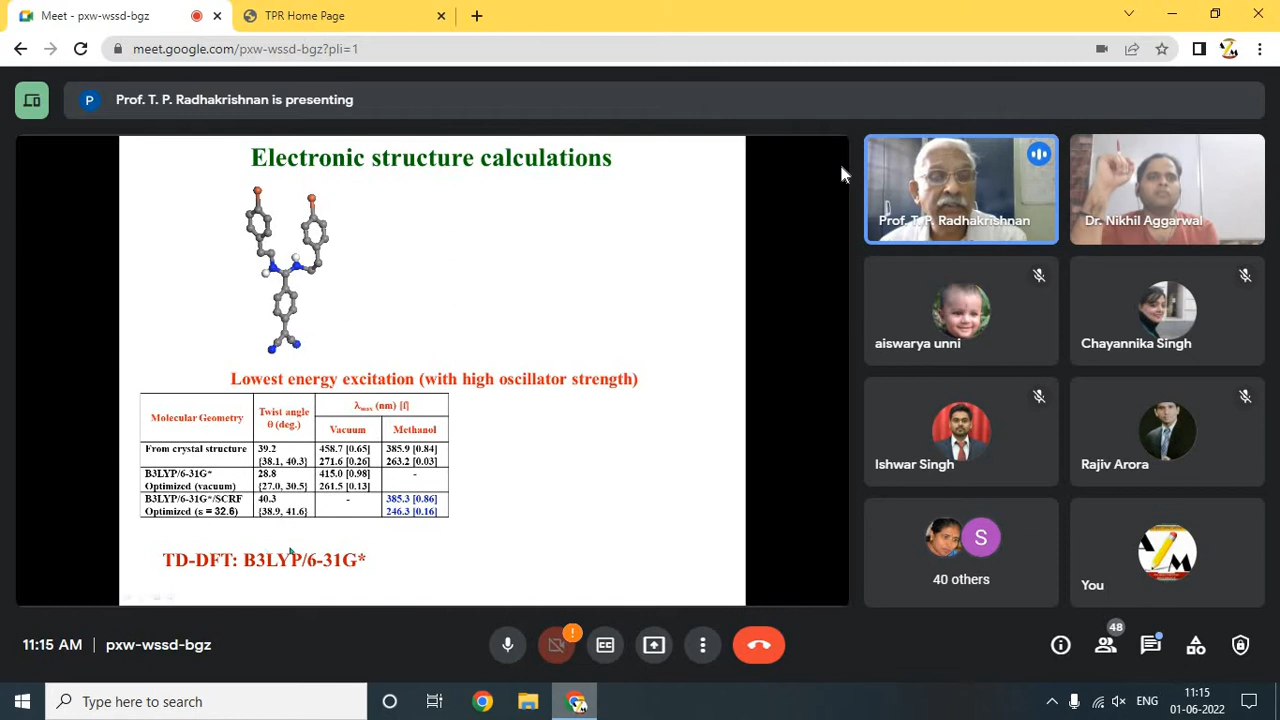 Meet - pxw-wssd-bgz
TPR Home Page
meet.google.com/pxw-wssd-bgz?pli=1
P
Prof. T. P. Radhakrishnan is presenting
Electronic structure calculations
Lowest energy excitation (with high oscillator strength)
Molecular Geometry
Twist angle
θ (deg.)
λmax (nm) [f]
Vacuum
Methanol
From crystal structure 39.2 458.7 [0.65] 385.9 [0.84]
{38.1, 40.3} 271.6 [0.26] 263.2 [0.03]
B3LYP/6-31G* 28.8 415.0 [0.98] -
Optimized (vacuum) {27.0, 30.5} 261.5 [0.13]
B3LYP/6-31G*/SCRF 40.3 - 385.3 [0.86]
Optimized (ε = 32.6) {38.9, 41.6} 246.3 [0.16]
TD-DFT: B3LYP/6-31G*
Prof. T. P. Radhakrishnan
Dr. Nikhil Aggarwal
aiswarya unni
Chayannika Singh
Ishwar Singh
Rajiv Arora
S
40 others
You
11:15 AM | pxw-wssd-bgz
48
Type here to search
ENG
11:15
01-06-2022